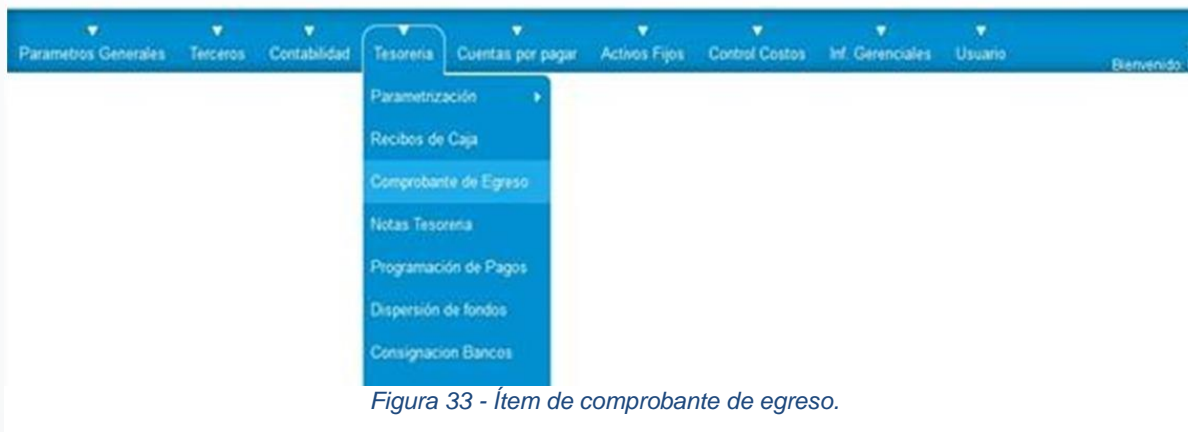 Parametros Generales Terceros Contabilidad Tesoreria Cuentas por pagar Activos Fijos Control Costos Inf. Gerenciales Usuario
Bienvenido:
Parametrización
Recibos de Caja
Comprobante de Egreso
Notas Tesoreria
Programación de Pagos
Dispersión de fondos
Consignacion Bancos
Figura 33 - Ítem de comprobante de egreso.